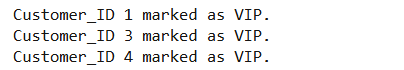 Customer_ID 1 marked as VIP.
Customer_ID 3 marked as VIP.
Customer_ID 4 marked as VIP.